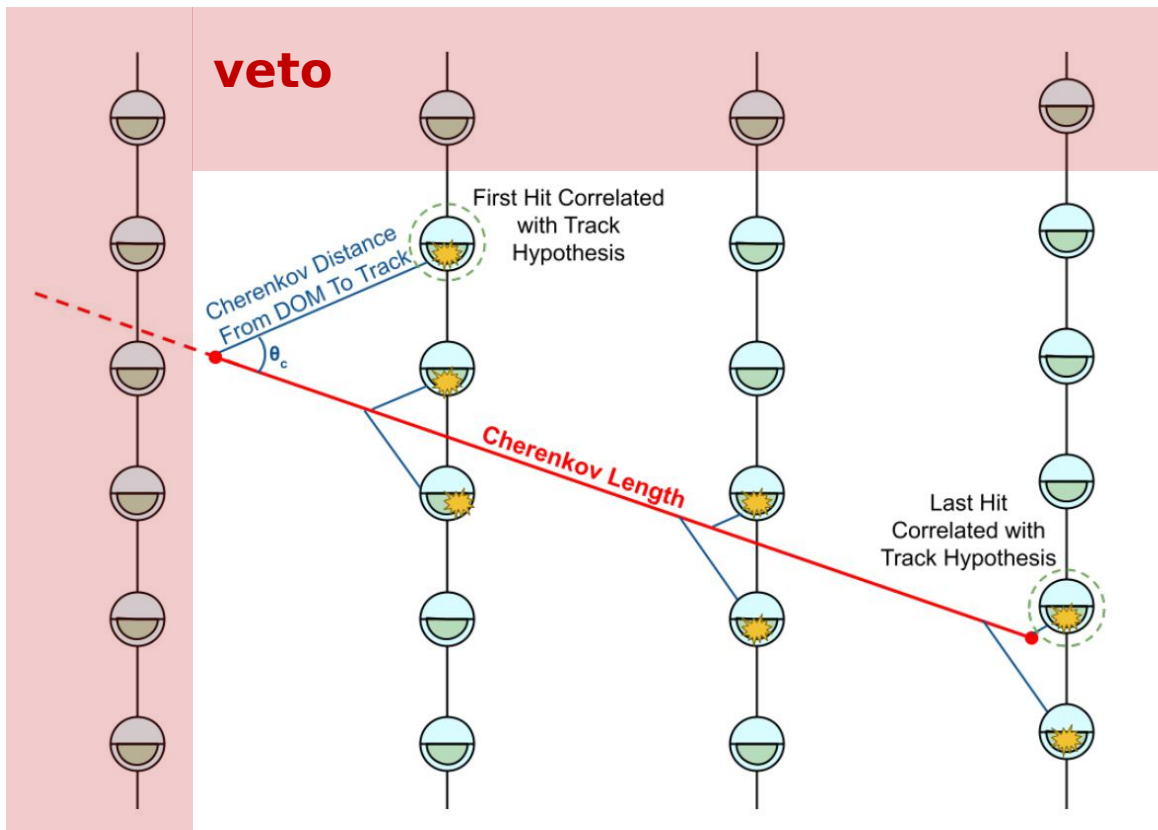 veto
First Hit Correlated
with Track
Hypothesis
Cherenkov Distance
From DOM To Track
θc
Cherenkov Length
Last Hit
Correlated with
Track Hypothesis